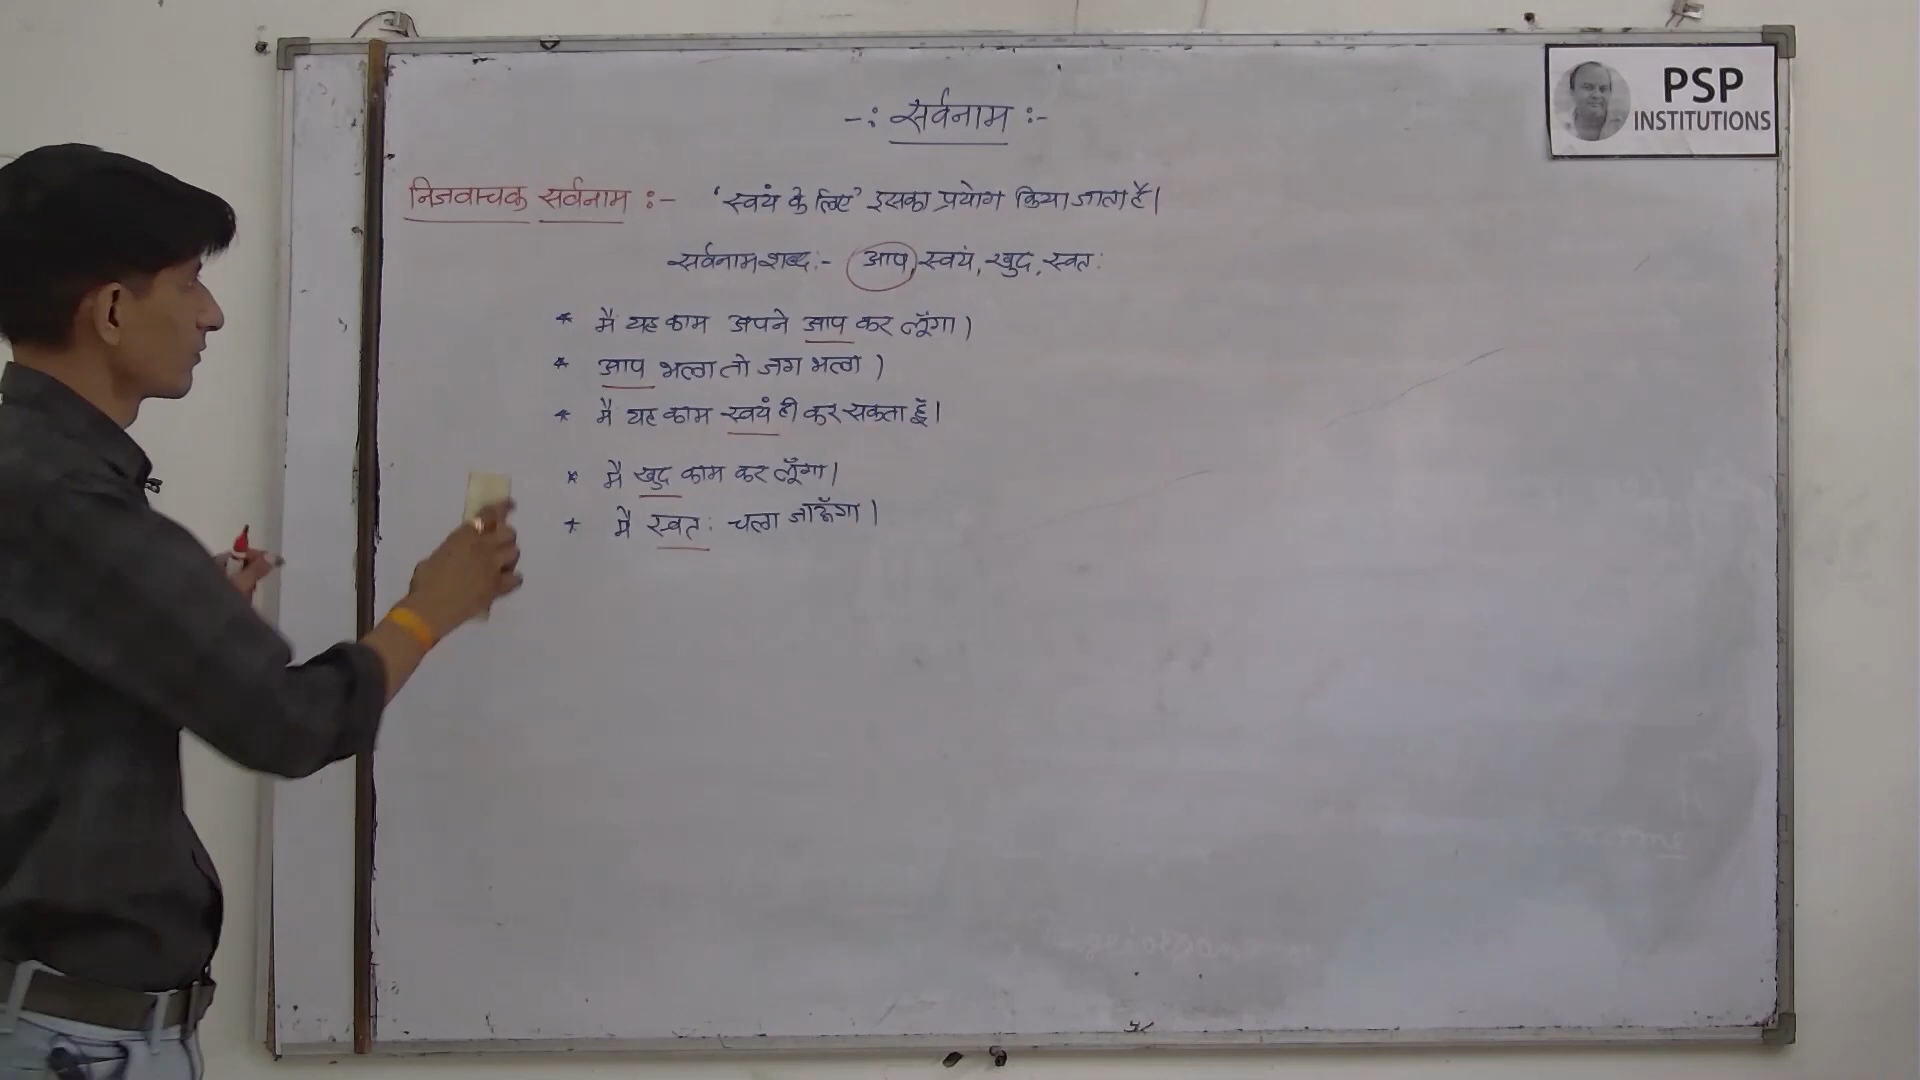 PSP
INSTITUTIONS
-: सर्वनाम :-
निजवाचक सर्वनाम :- 'स्वयं के लिए' इसका प्रयोग किया जाता है।
सर्वनाम शब्द :- आप, स्वयं, खुद, स्वत:
* मै यह काम अपने आप कर लूँगा।
* आप भला तो जग भला।
* मै यह काम स्वयं ही कर सकता हूँ।
* मै खुद काम कर लूँगा।
* मै स्वत: चला जाऊँगा।